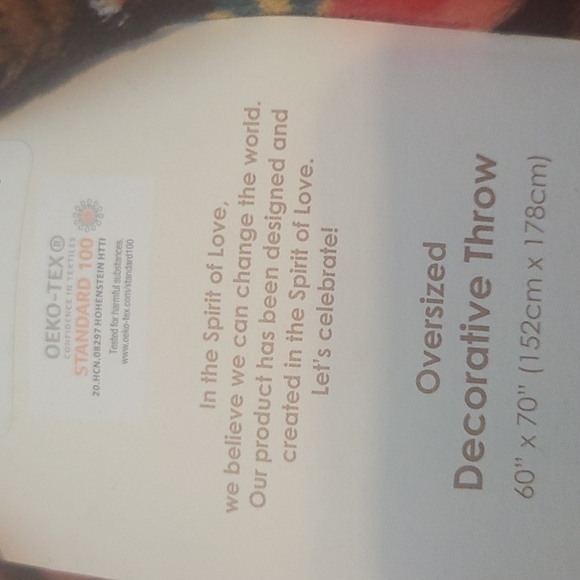 OEKO-TEX®
CONFIDENCE IN TEXTILES
STANDARD 100
20.HCN.08297 HOHENSTEIN HTTI
Tested for harmful substances.
www.oeko-tex.com/standard100
In the Spirit of Love,
we believe we can change the world.
Our product has been designed and
created in the Spirit of Love.
Let's celebrate!
Oversized
Decorative Throw
60" x 70" (152cm x 178cm)